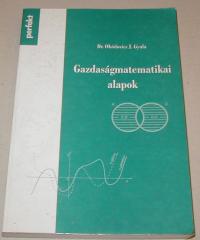 perfekt
Dr. Obádovics J. Gyula
Gazdaságmatematikai
alapok